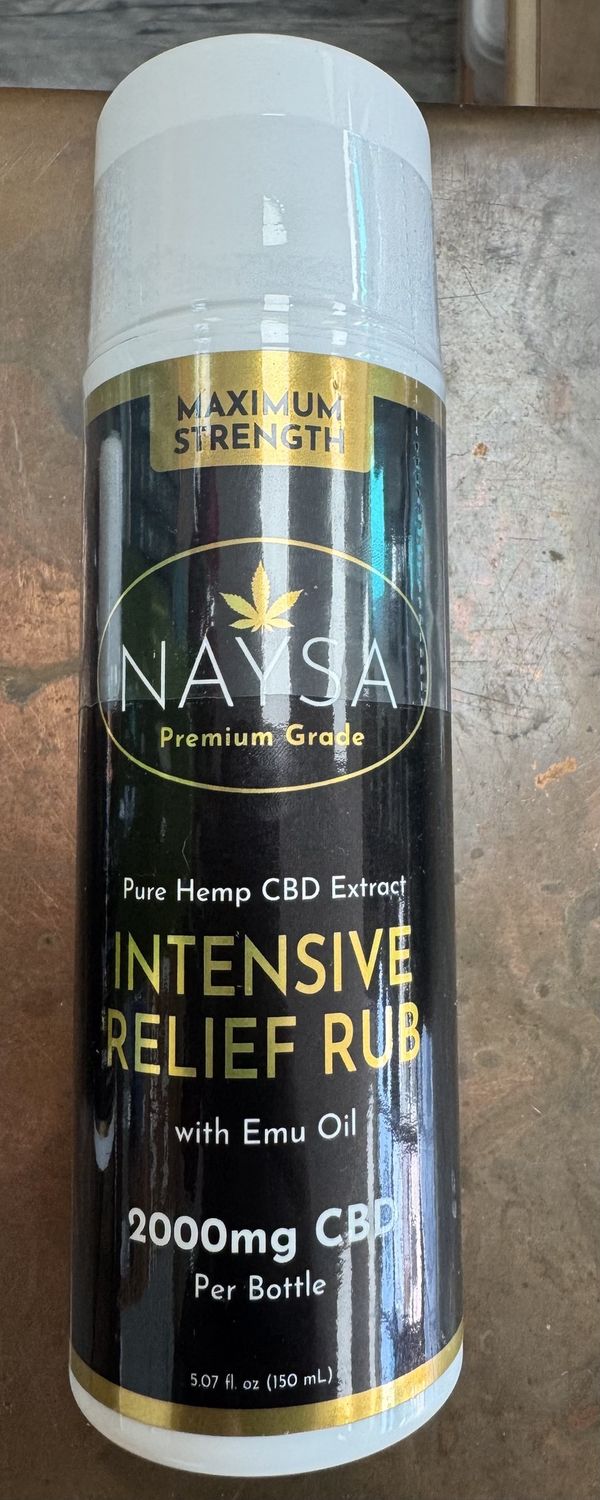 MAXIMUM
STRENGTH
NAYSA
Premium Grade
Pure Hemp CBD Extract
INTENSIVE
RELIEF RUB
with Emu Oil
2000mg CBD
Per Bottle
5.07 fl. oz (150 mL)